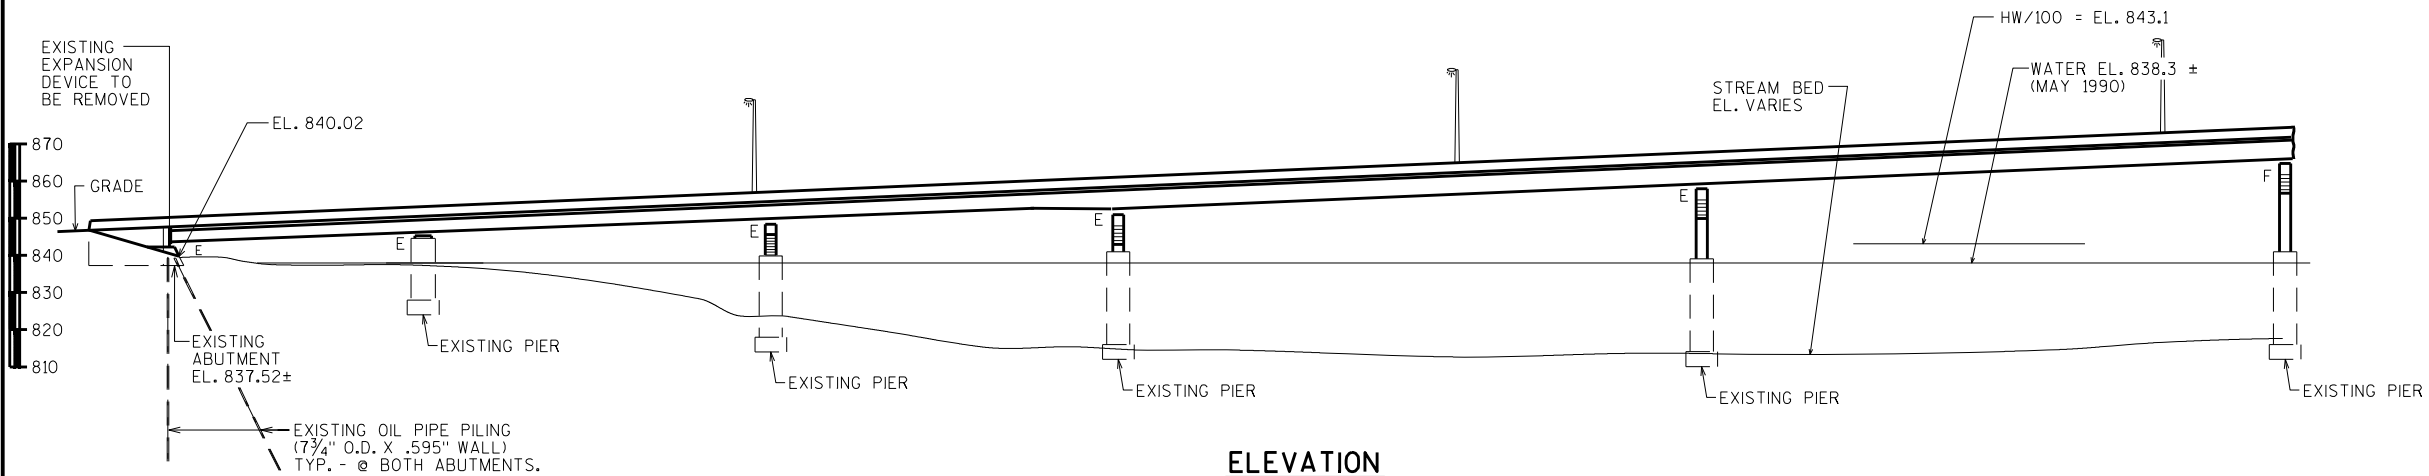 HW/100 = EL. 843.1
EXISTING
EXPANSION
DEVICE TO
BE REMOVED
WATER EL. 838.3 ±
(MAY 1990)
STREAM BED
EL. VARIES
EL. 840.02
870
860
850
840
830
820
810
GRADE
E
E
E
E
E
F
EXISTING
ABUTMENT
EL. 837.52±
EXISTING PIER
EXISTING PIER
EXISTING PIER
EXISTING PIER
EXISTING PIER
EXISTING OIL PIPE PILING
(7¾" O.D. X .595" WALL)
TYP. - @ BOTH ABUTMENTS.
ELEVATION